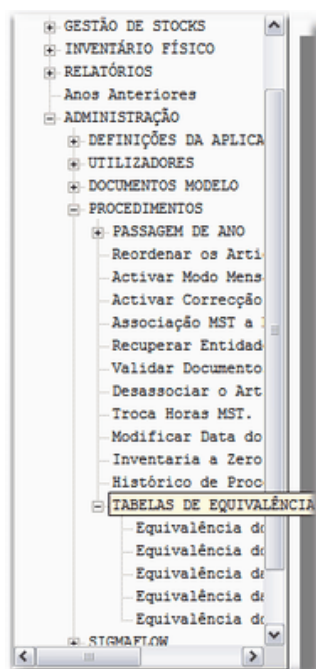 GESTÃO DE STOCKS
INVENTÁRIO FÍSICO
RELATÓRIOS
Anos Anteriores
ADMINISTRAÇÃO
DEFINIÇÕES DA APLICA
UTILIZADORES
DOCUMENTOS MODELO
PROCEDIMENTOS
PASSAGEM DE ANO
Reordenar os Arti
Activar Modo Mens
Activar Correcção
Associação MST a
Recuperar Entidad
Validar Documento
Desassociar o Art
Troca Horas MST.
Modificar Data do
Inventaria a Zero
Histórico de Proc
TABELAS DE EQUIVALÊNCIA
Equivalência do
Equivalência do
Equivalência da
Equivalência da
Equivalência do
SIGMAFLOW